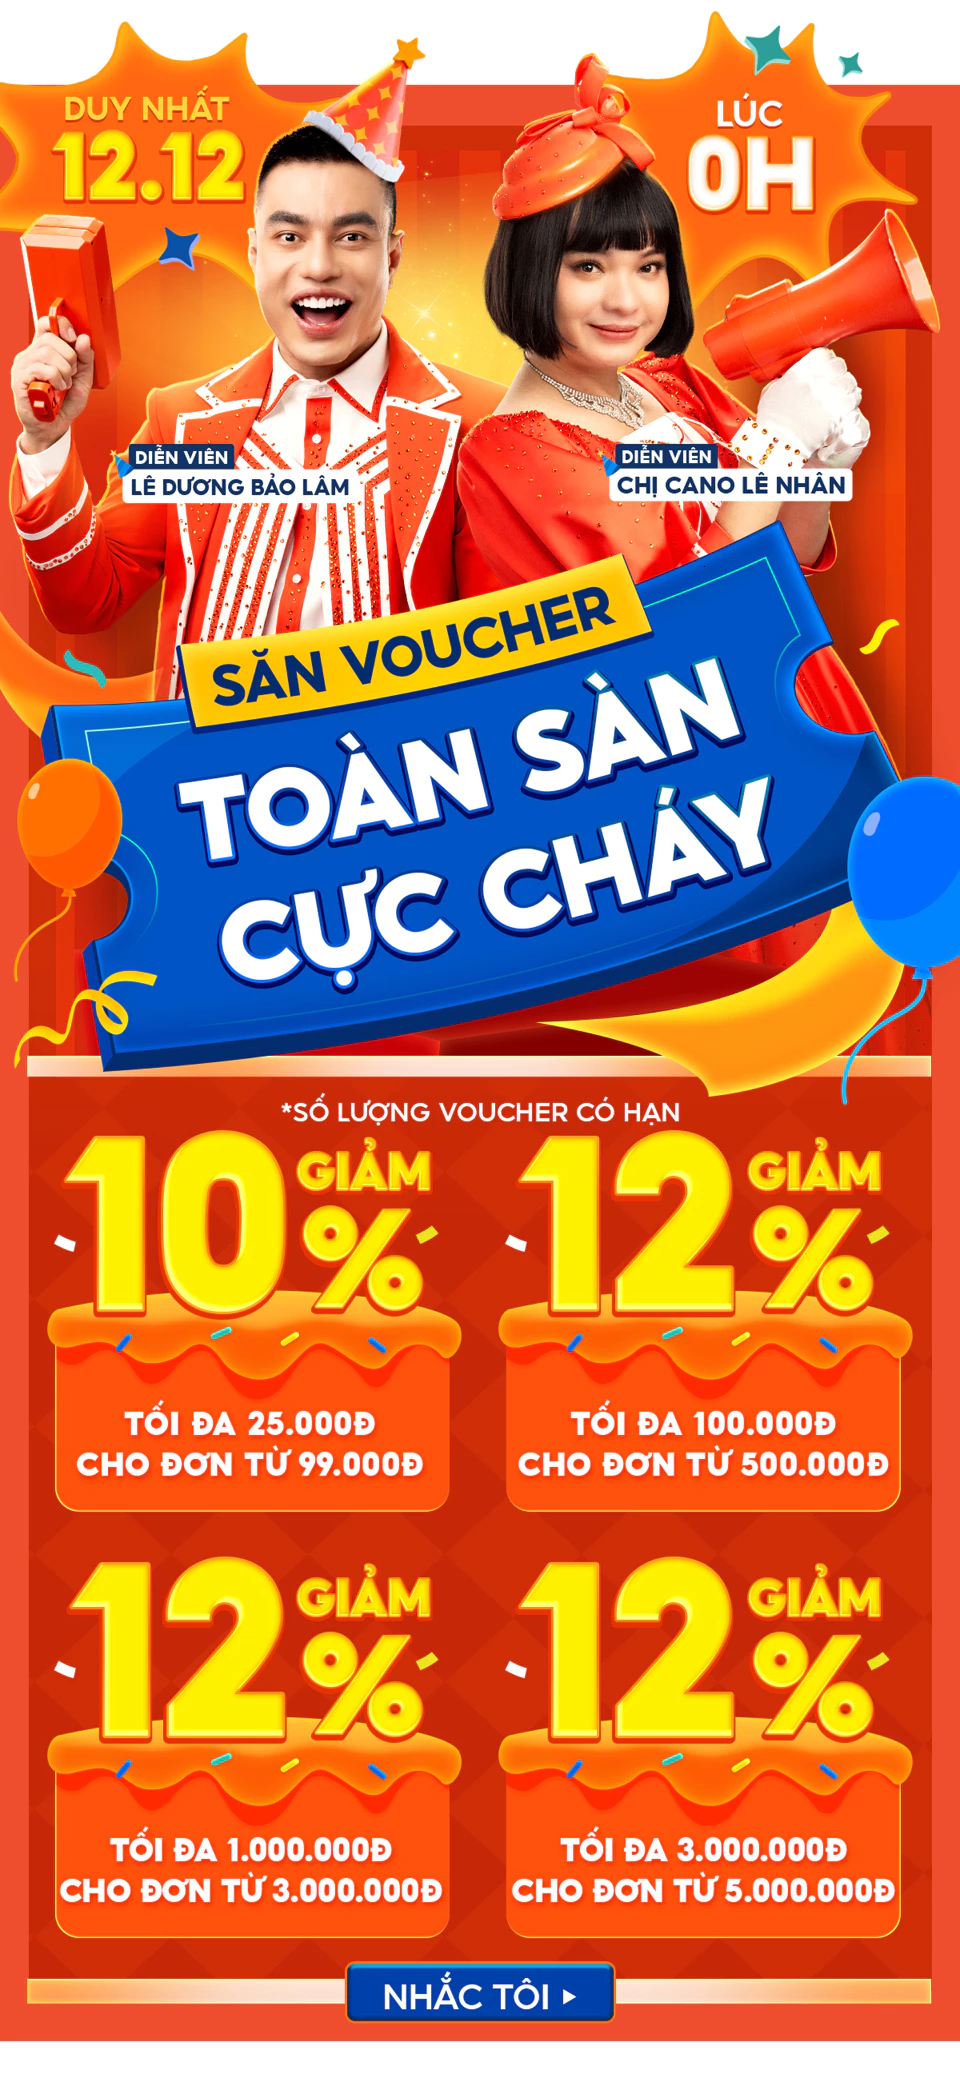 DUY NHẤT
12.12
LÚC
0H
DIỄN VIÊN
LÊ DƯƠNG BẢO LÂM
DIỄN VIÊN
CHỊ CANO LÊ NHÂN
SĂN VOUCHER
TOÀN SÀN
CỰC CHÁY
*SỐ LƯỢNG VOUCHER CÓ HẠN
GIẢM
10%
TỐI ĐA 25.000Đ
CHO ĐƠN TỪ 99.000Đ
GIẢM
12%
TỐI ĐA 100.000Đ
CHO ĐƠN TỪ 500.000Đ
GIẢM
12%
TỐI ĐA 1.000.000Đ
CHO ĐƠN TỪ 3.000.000Đ
GIẢM
12%
TỐI ĐA 3.000.000Đ
CHO ĐƠN TỪ 5.000.000Đ
NHẮC TÔI